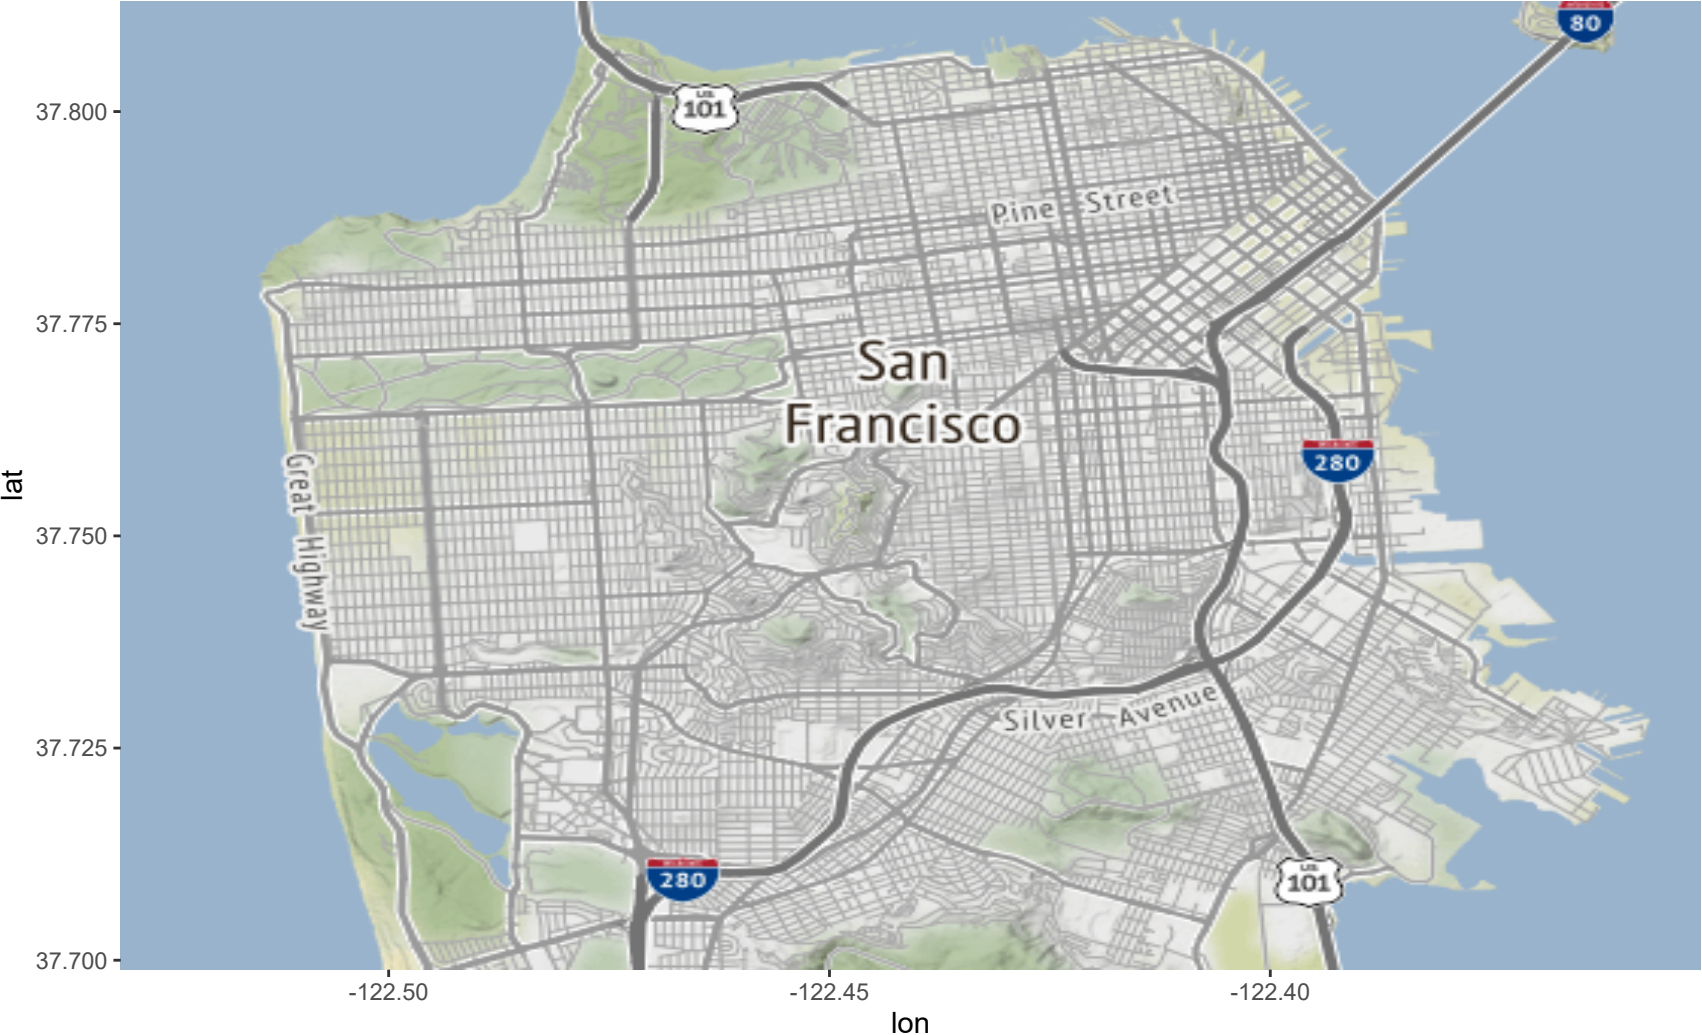 80
U.S.
101
37.800
Pine Street
37.775
San
Francisco
280
Great Highway
lat
37.750
Silver Avenue
37.725
280
U.S.
101
37.700
-122.50
-122.45
-122.40
lon